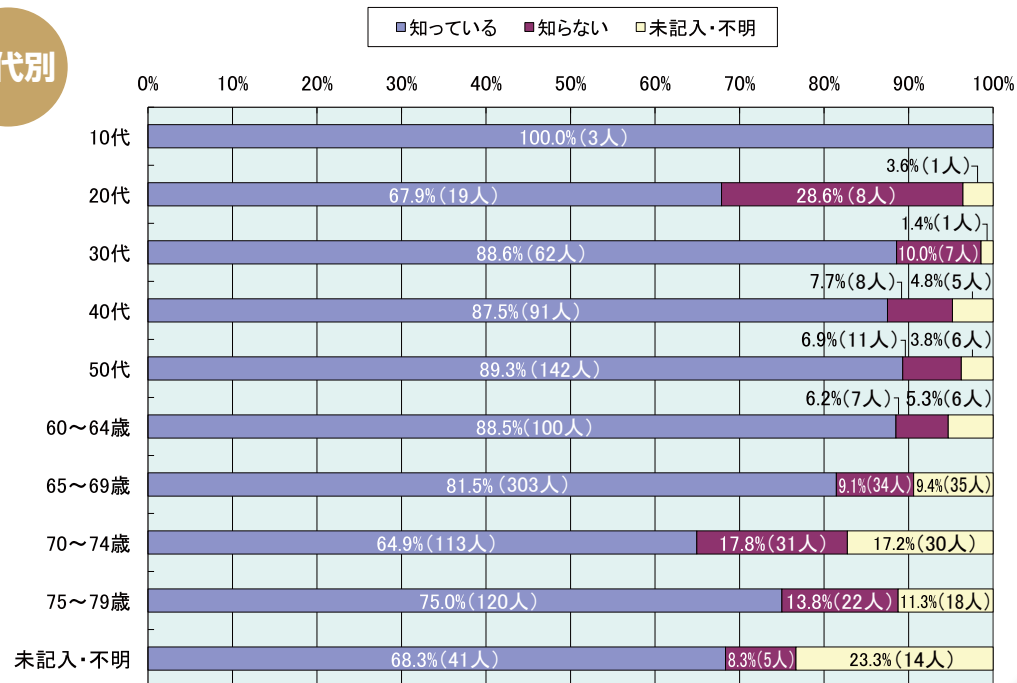 知っている 知らない 未記入・不明
代別
0% 10% 20% 30% 40% 50% 60% 70% 80% 90% 100%
10代 100.0%(3人)
3.6%(1人)
20代 67.9%(19人) 28.6%(8人)
1.4%(1人)
30代 88.6%(62人) 10.0%(7人)
7.7%(8人) 4.8%(5人)
40代 87.5%(91人)
6.9%(11人) 3.8%(6人)
50代 89.3%(142人)
6.2%(7人) 5.3%(6人)
60～64歳 88.5%(100人)
65～69歳 81.5%(303人) 9.1%(34人) 9.4%(35人)
70～74歳 64.9%(113人) 17.8%(31人) 17.2%(30人)
75～79歳 75.0%(120人) 13.8%(22人) 11.3%(18人)
未記入・不明 68.3%(41人) 8.3%(5人) 23.3%(14人)